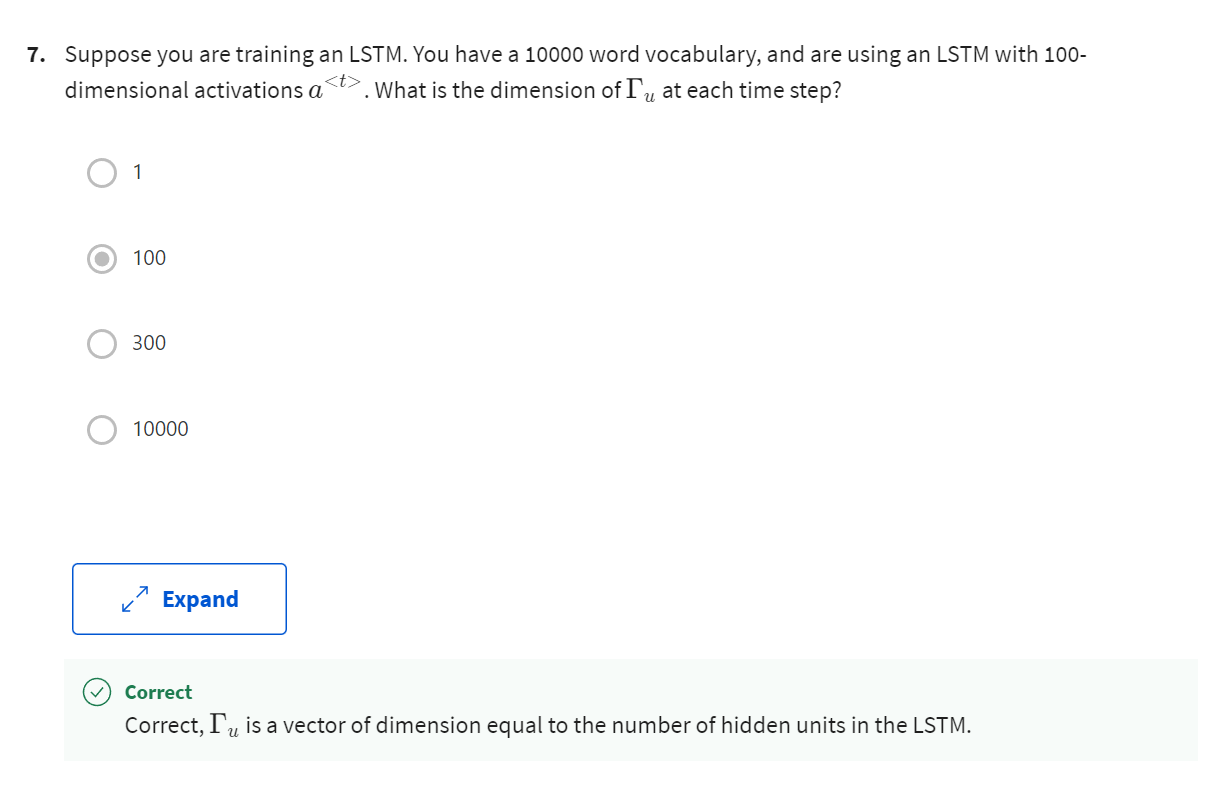 7. Suppose you are training an LSTM. You have a 10000 word vocabulary, and are using an LSTM with 100-
dimensional activations a^{<t>}. What is the dimension of Γ_u at each time step?
1
100
300
10000
Expand
Correct
Correct, Γ_u is a vector of dimension equal to the number of hidden units in the LSTM.